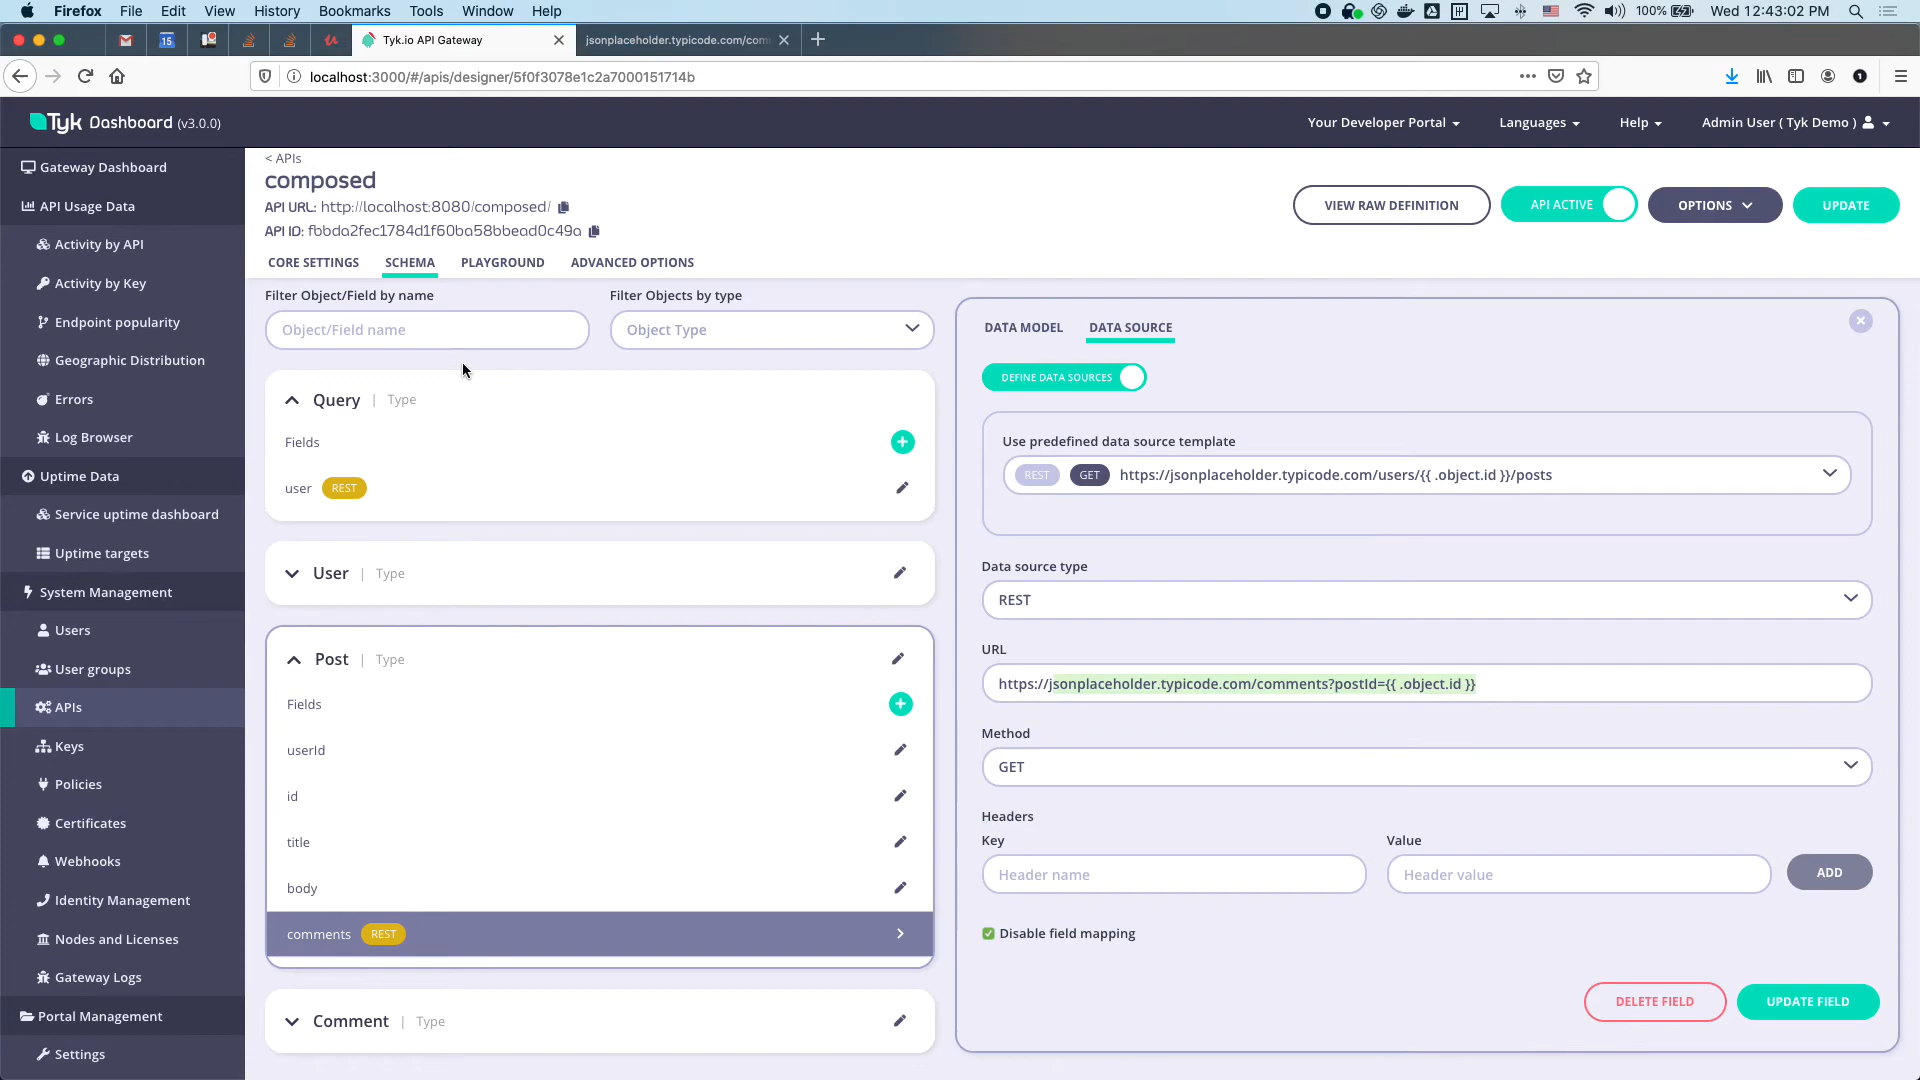 Firefox File Edit View History Bookmarks Tools Window Help 100% Wed 12:43:02 PM
15 Tyk.io API Gateway jsonplaceholder.typicode.com/com
localhost:3000/#/apis/designer/5f0f3078e1c2a7000151714b
Tyk Dashboard (v3.0.0)
Your Developer Portal Languages Help Admin User ( Tyk Demo )
Gateway Dashboard
API Usage Data
Activity by API
Activity by Key
Endpoint popularity
Geographic Distribution
Errors
Log Browser
Uptime Data
Service uptime dashboard
Uptime targets
System Management
Users
User groups
APIs
Keys
Policies
Certificates
Webhooks
Identity Management
Nodes and Licenses
Gateway Logs
Portal Management
Settings
< APIs
composed
API URL: http://localhost:8080/composed/
API ID: fbbda2fec1784d1f60ba58bbead0c49a
VIEW RAW DEFINITION API ACTIVE OPTIONS UPDATE
CORE SETTINGS SCHEMA PLAYGROUND ADVANCED OPTIONS
Filter Object/Field by name Filter Objects by type
Object/Field name Object Type
Query | Type
Fields
user REST
User | Type
Post | Type
Fields
userId
id
title
body
comments REST
Comment | Type
DATA MODEL DATA SOURCE
DEFINE DATA SOURCES
Use predefined data source template
REST GET https://jsonplaceholder.typicode.com/users/{{ .object.id }}/posts
Data source type
REST
URL
https://jsonplaceholder.typicode.com/comments?postId={{ .object.id }}
Method
GET
Headers
Key Value
Header name Header value ADD
Disable field mapping
DELETE FIELD UPDATE FIELD